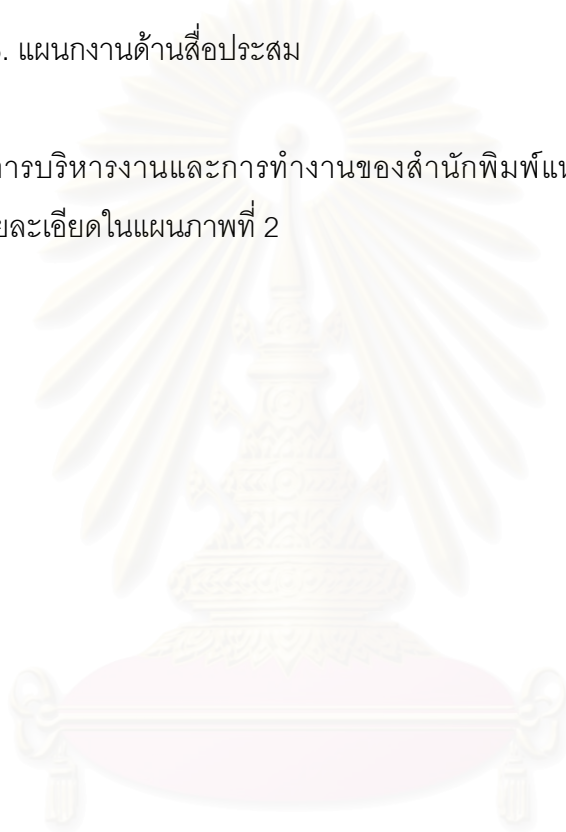 . แผนกงานด้านสื่อประสม
ารบริหารงานและการทำงานของสำนักพิมพ์แ
ยละเอียดในแผนภาพที่ 2